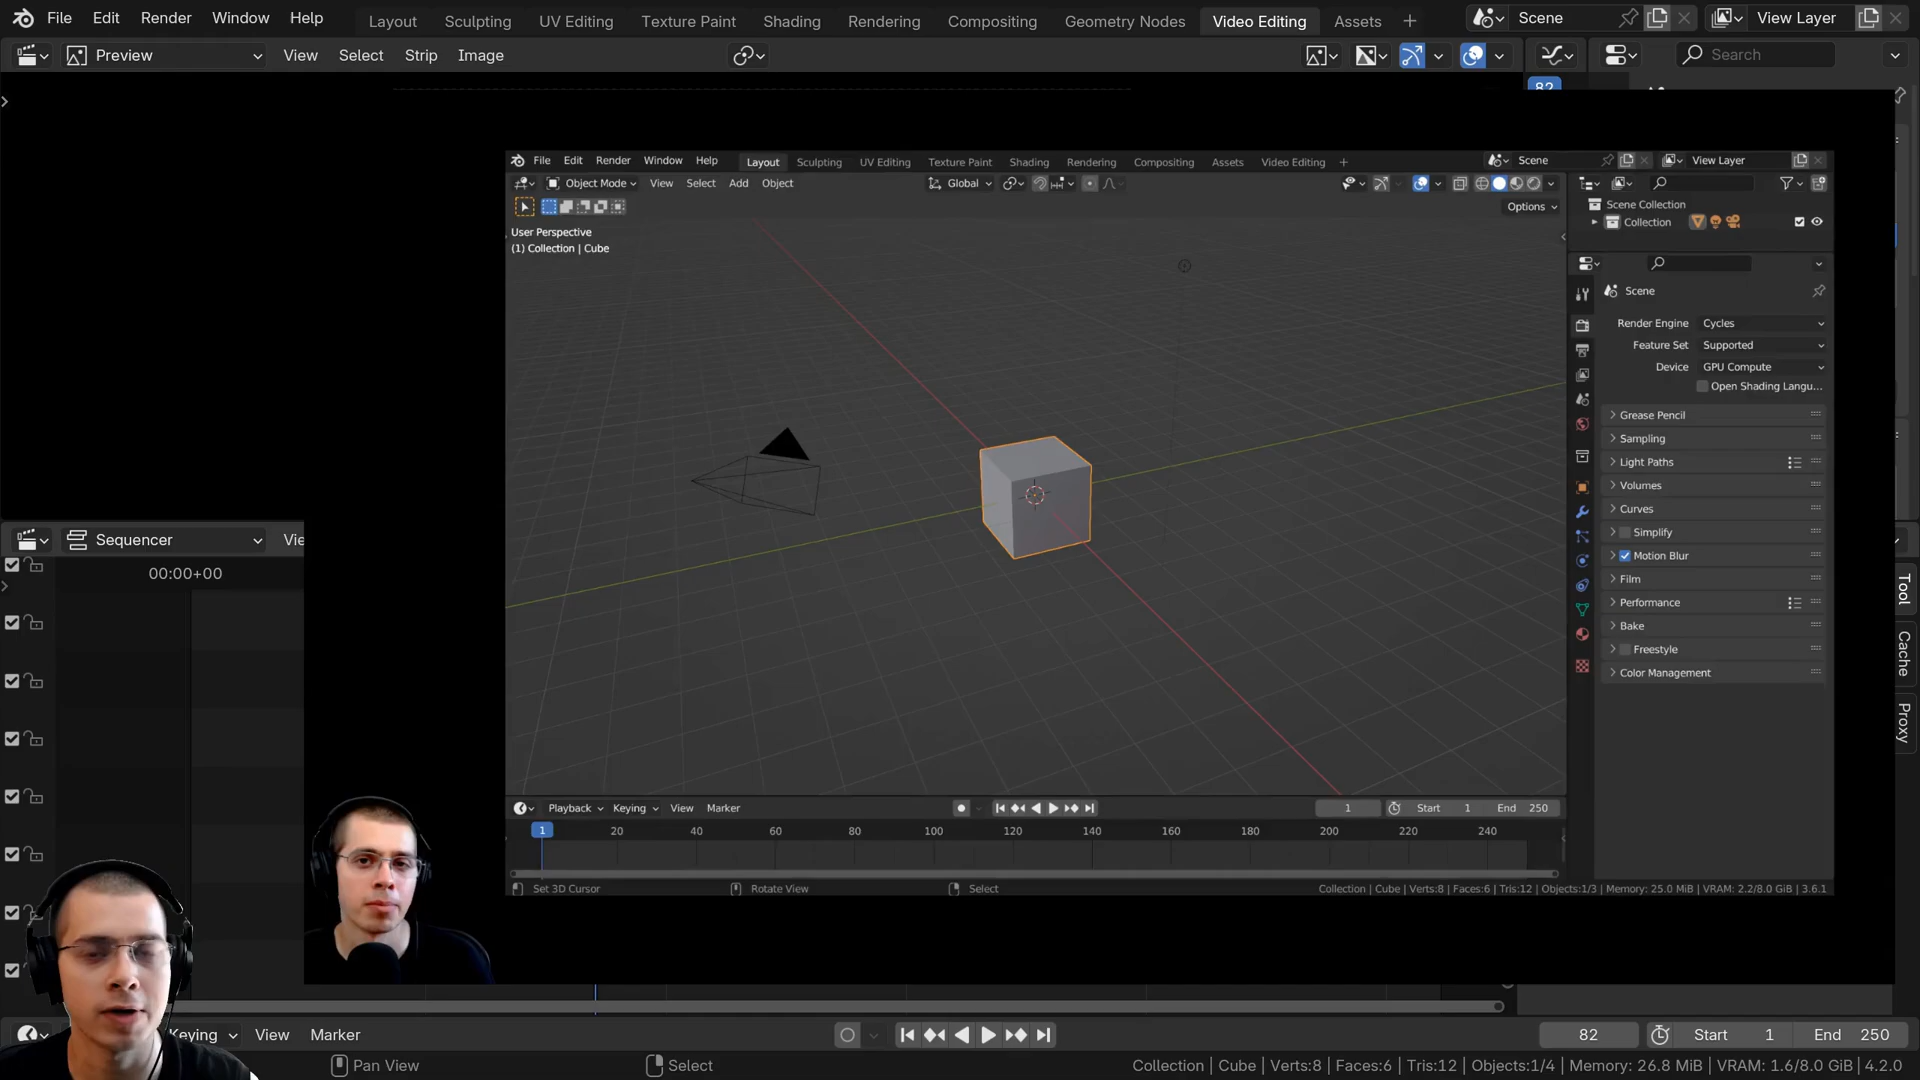 File Edit Render Window Help Layout Sculpting UV Editing Texture Paint Shading Rendering Compositing Geometry Nodes Video Editing Assets + Scene View Layer
Preview View Select Strip Image Search
82
File Edit Render Window Help Layout Sculpting UV Editing Texture Paint Shading Rendering Compositing Assets Video Editing + Scene View Layer
Object Mode View Select Add Object Global
Options
Scene Collection
Collection
User Perspective
(1) Collection | Cube
Scene
Render Engine Cycles
Feature Set Supported
Device GPU Compute
Open Shading Langu...
Grease Pencil
Sampling
Light Paths
Volumes
Curves
Simplify
Motion Blur
Film
Performance
Bake
Freestyle
Color Management
Sequencer
00:00+00
Tool
Cache
Proxy
Playback Keying View Marker 1 Start 1 End 250
1 20 40 60 80 100 120 140 160 180 200 220 240
Set 3D Cursor Rotate View Select Collection | Cube | Verts:8 | Faces:6 | Tris:12 | Objects:1/3 | Memory: 25.0 MiB | VRAM: 2.2/8.0 GiB | 3.6.1
Keying View Marker 82 Start 1 End 250
Pan View Select Collection | Cube | Verts:8 | Faces:6 | Tris:12 | Objects:1/4 | Memory: 26.8 MiB | VRAM: 1.6/8.0 GiB | 4.2.0